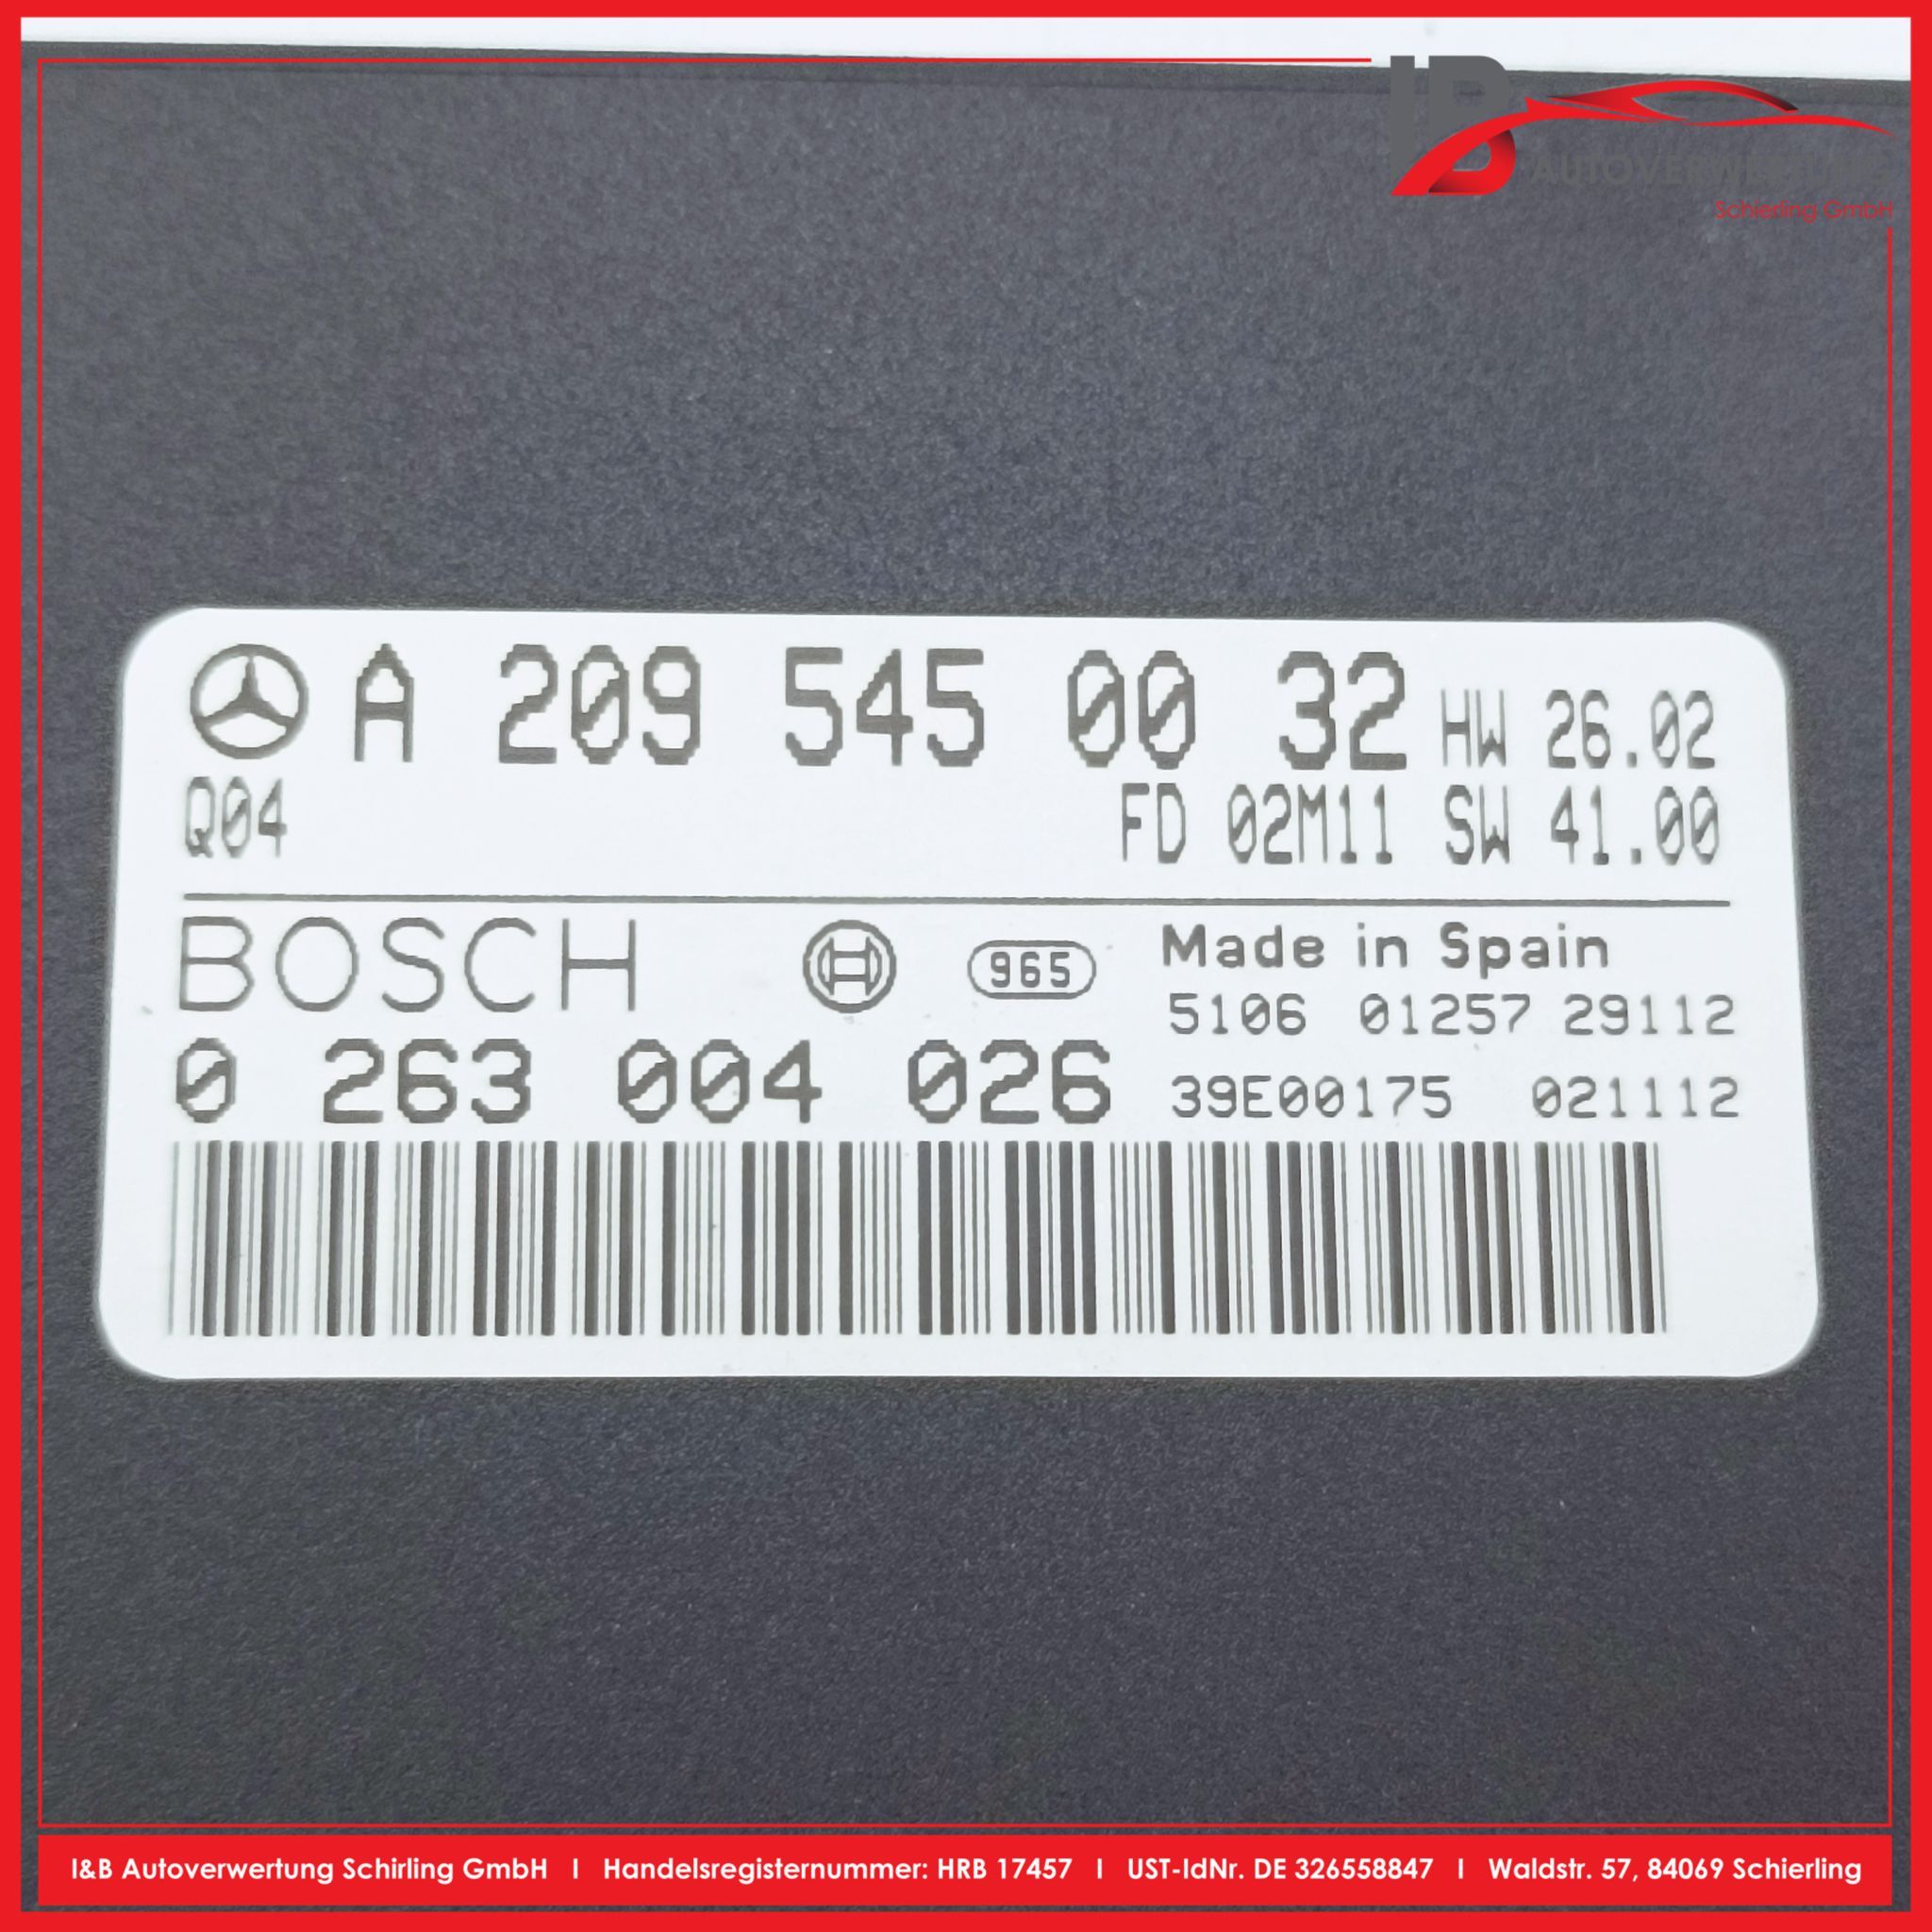 IB
AUTOVERWERTUNG
Schierling GmbH
A 209 545 00 32 HW 26.02
Q04 FD 02M11 SW 41.00
BOSCH H 965 Made in Spain
5106 01257 29112
0 263 004 026 39E00175 021112
I&B Autoverwertung Schirling GmbH I Handelsregisternummer: HRB 17457 I UST-IdNr. DE 326558847 I Waldstr. 57, 84069 Schierling